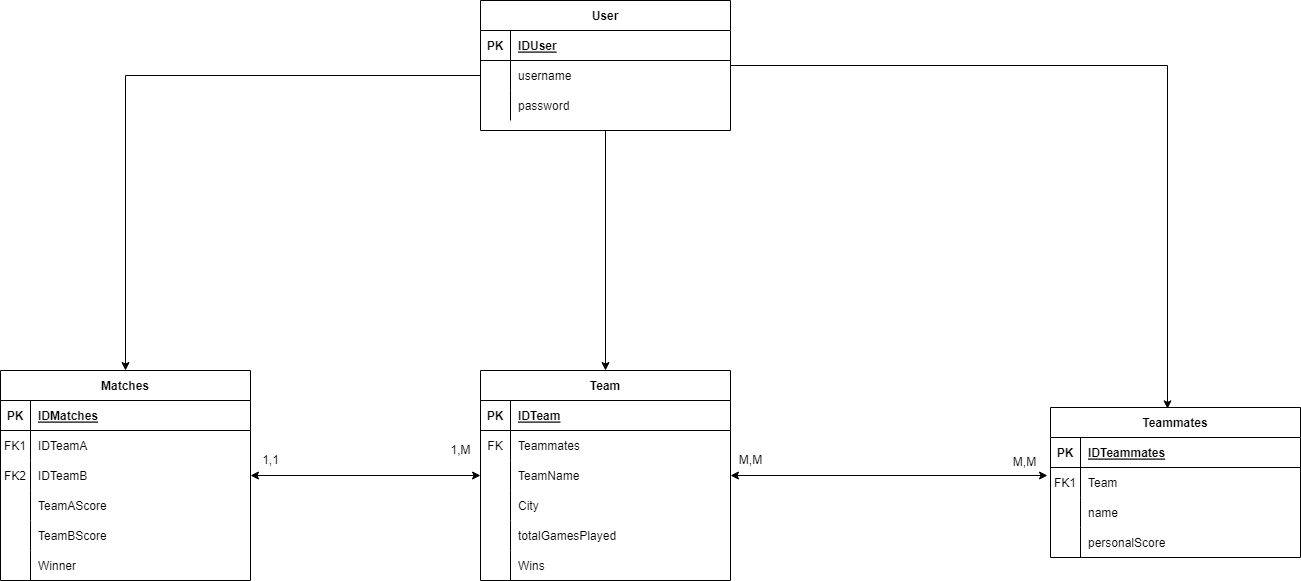 User
PK IDUser
username
password
Matches
PK IDMatches
FK1 IDTeamA
FK2 IDTeamB
TeamAScore
TeamBScore
Winner
1,1
1,M
Team
PK IDTeam
FK Teammates
TeamName
City
totalGamesPlayed
Wins
M,M
M,M
Teammates
PK IDTeammates
FK1 Team
name
personalScore